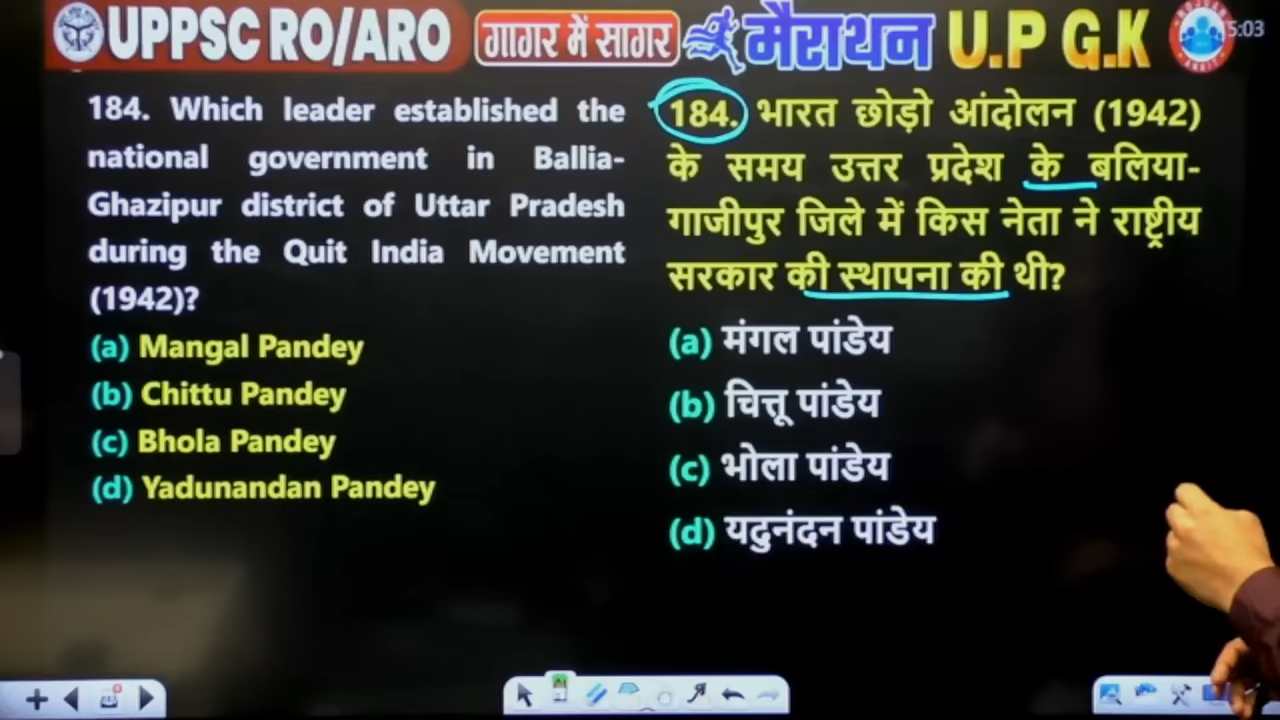 UPPSC RO/ARO गागर में सागर मैराथन U.P G.K
5:03
184. Which leader established the
national government in Ballia-
Ghazipur district of Uttar Pradesh
during the Quit India Movement
(1942)?
(a) Mangal Pandey
(b) Chittu Pandey
(c) Bhola Pandey
(d) Yadunandan Pandey
184. भारत छोड़ो आंदोलन (1942)
के समय उत्तर प्रदेश के बलिया-
गाजीपुर जिले में किस नेता ने राष्ट्रीय
सरकार की स्थापना की थी?
(a) मंगल पांडेय
(b) चित्तू पांडेय
(c) भोला पांडेय
(d) यदुनंदन पांडेय